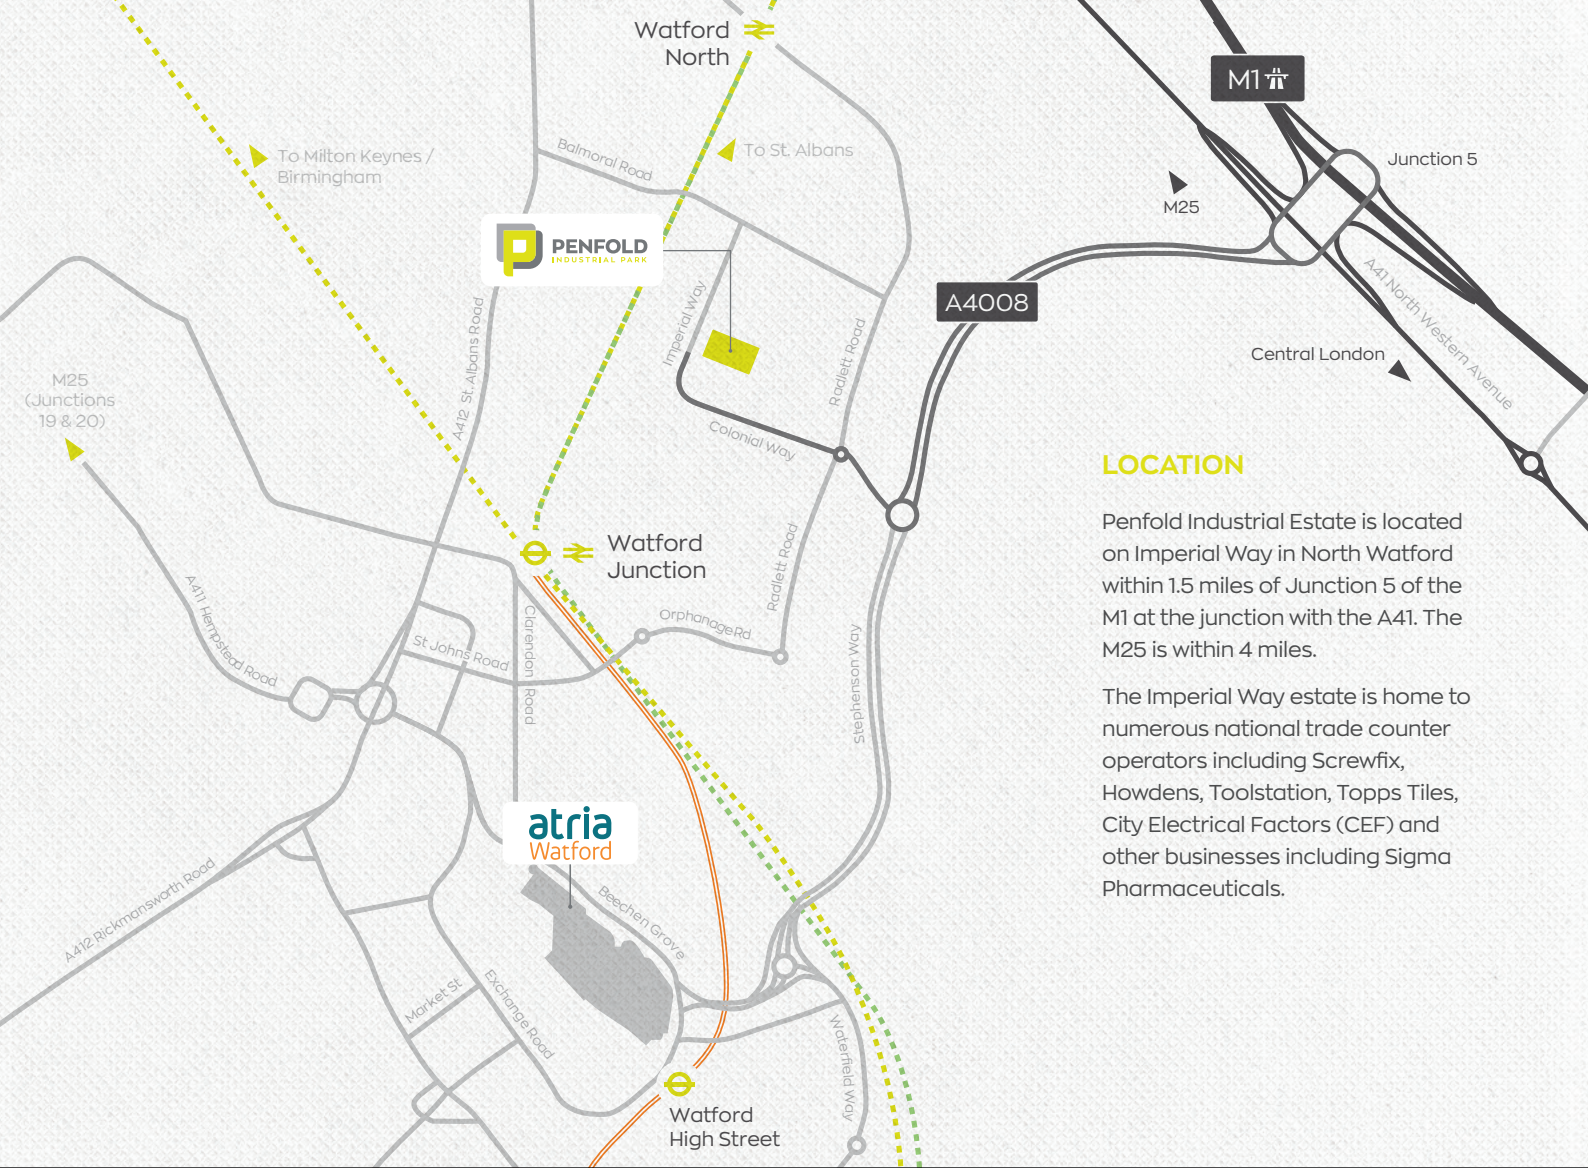 Watford
North
M1
To Milton Keynes /
Birmingham
Balmoral Road
To St. Albans
Junction 5
M25
PENFOLD
INDUSTRIAL PARK
A4008
A412 St. Albans Road
Imperial Way
Radlett Road
A41 North Western Avenue
Central London
M25
(Junctions
19 & 20)
Colonial Way
LOCATION
Penfold Industrial Estate is located
on Imperial Way in North Watford
within 1.5 miles of Junction 5 of the
M1 at the junction with the A41. The
M25 is within 4 miles.
The Imperial Way estate is home to
numerous national trade counter
operators including Screwfix,
Howdens, Toolstation, Topps Tiles,
City Electrical Factors (CEF) and
other businesses including Sigma
Pharmaceuticals.
Watford
Junction
Radlett Road
A411 Hempstead Road
Clarendon Road
Orphanage Rd
St Johns Road
Stephenson Way
atria
Watford
A412 Rickmansworth Road
Beechen Grove
Market St
Exchange Road
Waterfield Way
Watford
High Street